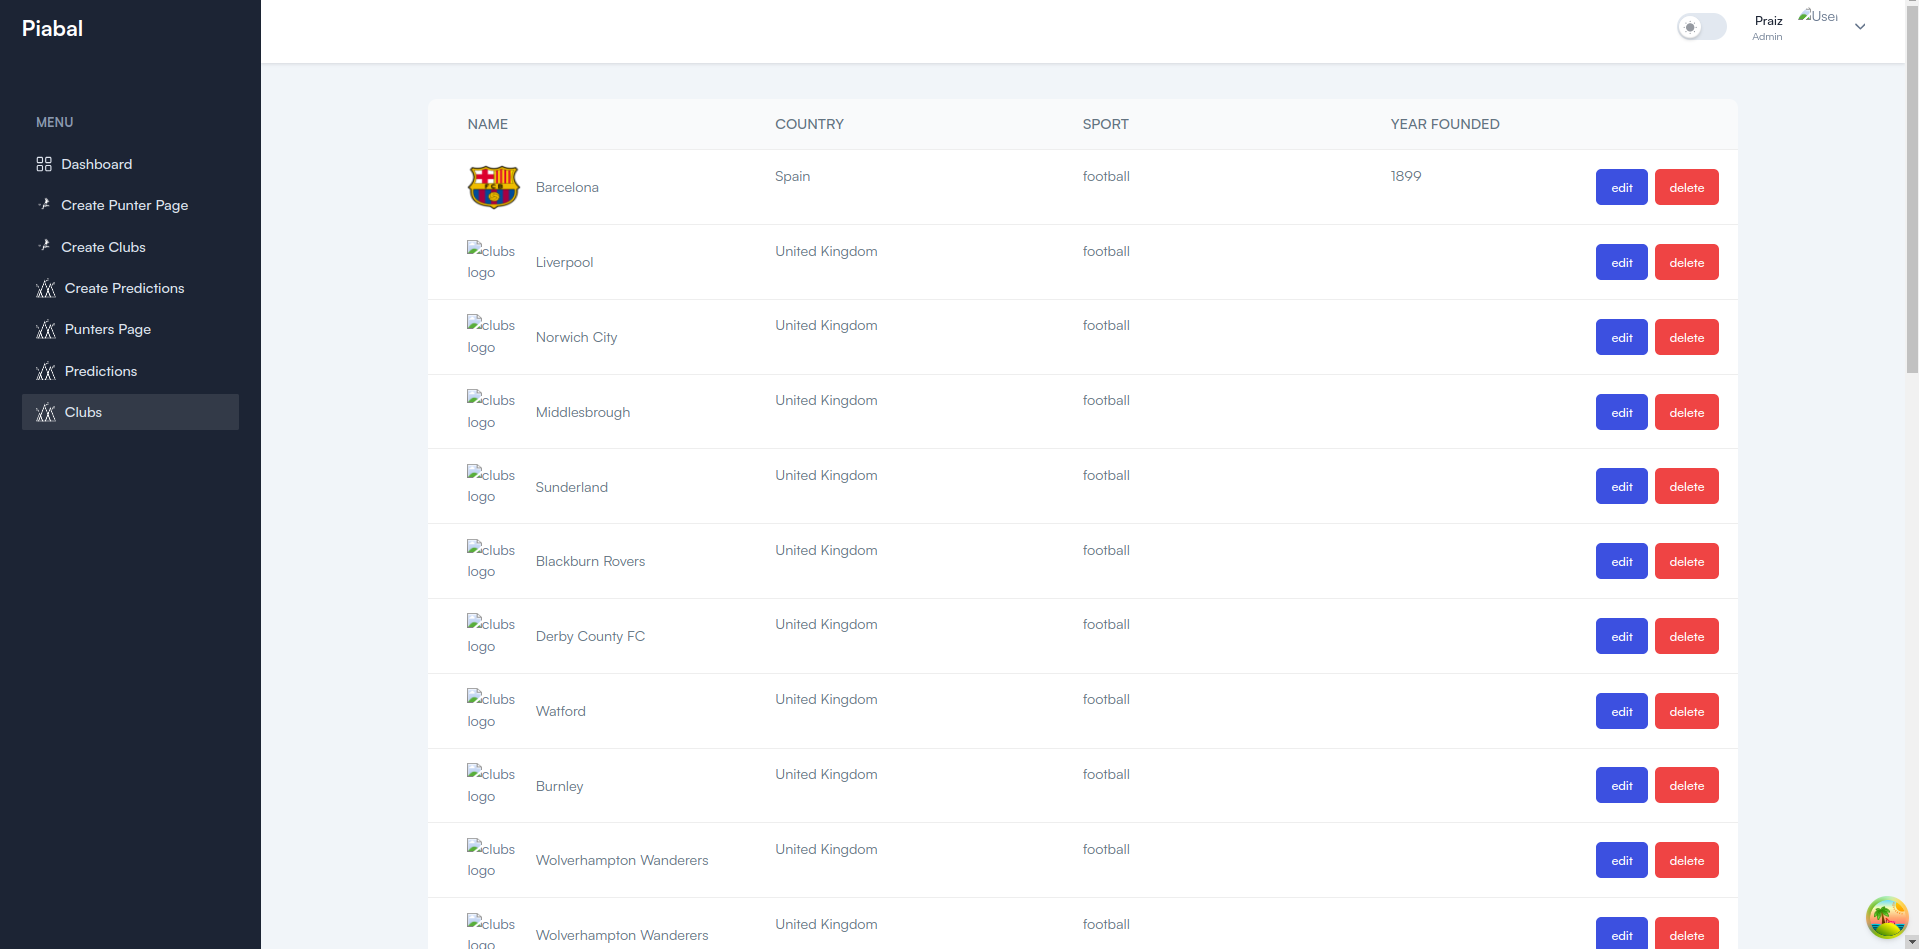 Piabal
Praiz
Admin
User
MENU
Dashboard
Create Punter Page
Create Clubs
Create Predictions
Punters Page
Predictions
Clubs
NAME COUNTRY SPORT YEAR FOUNDED
FCB Barcelona Spain football 1899 edit delete
clubs logo Liverpool United Kingdom football edit delete
clubs logo Norwich City United Kingdom football edit delete
clubs logo Middlesbrough United Kingdom football edit delete
clubs logo Sunderland United Kingdom football edit delete
clubs logo Blackburn Rovers United Kingdom football edit delete
clubs logo Derby County FC United Kingdom football edit delete
clubs logo Watford United Kingdom football edit delete
clubs logo Burnley United Kingdom football edit delete
clubs logo Wolverhampton Wanderers United Kingdom football edit delete
clubs logo Wolverhampton Wanderers United Kingdom football edit delete